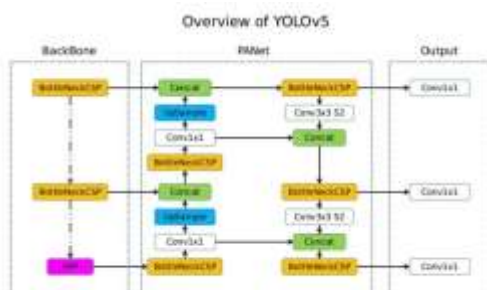 Overview of YOLOv5
BackBone
PANet
Output
BottleNeckCSP
Concat
BottleNeckCSP
Conv1x1
UpSample
Conv3x3 S2
Conv1x1
Concat
BottleNeckCSP
BottleNeckCSP
Concat
BottleNeckCSP
Conv1x1
UpSample
Conv3x3 S2
Conv1x1
Concat
SPP
BottleNeckCSP
BottleNeckCSP
Conv1x1